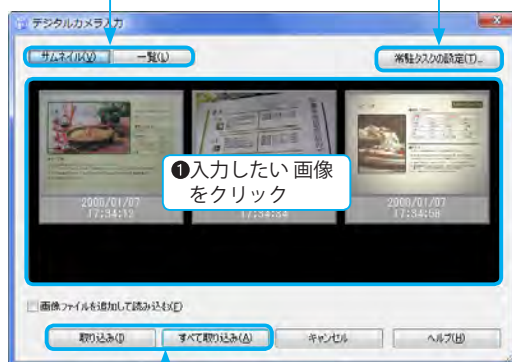 デジタルカメラ入力
サムネイル(V) 一覧(L) 常駐タスクの設定(T)...
❶入力したい 画像
をクリック
2008/01/07
17:34:12
17:34:34
2008/01/07
17:34:58
画像ファイルを追加して読み込む(F)
取り込み(I) すべて取り込み(A) キャンセル ヘルプ(H)